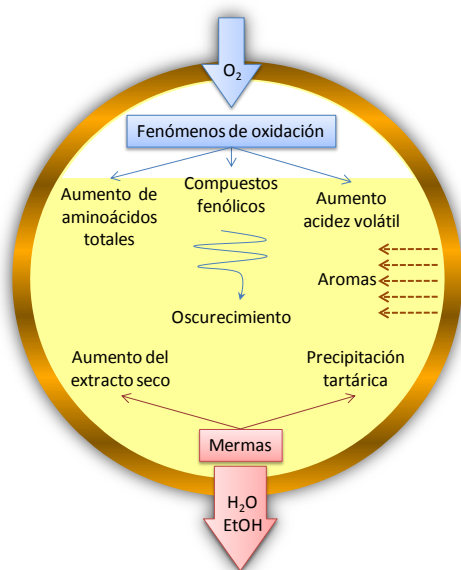 O₂
Fenómenos de oxidación
Aumento de
aminoácidos
totales
Compuestos
fenólicos
Aumento
acidez volátil
Aromas
Oscurecimiento
Aumento del
extracto seco
Precipitación
tartárica
Mermas
H₂O
EtOH